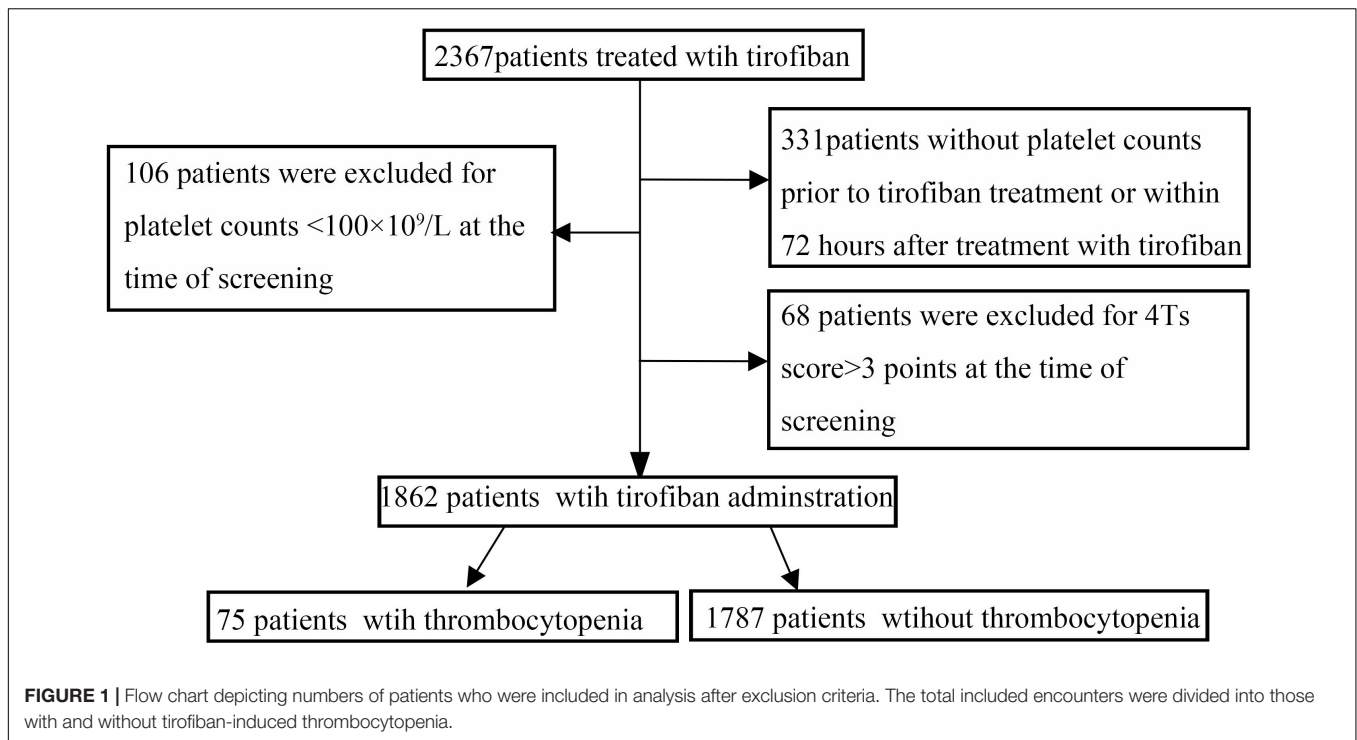 2367patients treated wtih tirofiban
331patients without platelet counts
prior to tirofiban treatment or within
72 hours after treatment with tirofiban
106 patients were excluded for
platelet counts <100×10⁹/L at the
time of screening
68 patients were excluded for 4Ts
score>3 points at the time of
screening
1862 patients wtih tirofiban adminstration
75 patients wtih thrombocytopenia
1787 patients wtihout thrombocytopenia
FIGURE 1 | Flow chart depicting numbers of patients who were included in analysis after exclusion criteria. The total included encounters were divided into those
with and without tirofiban-induced thrombocytopenia.